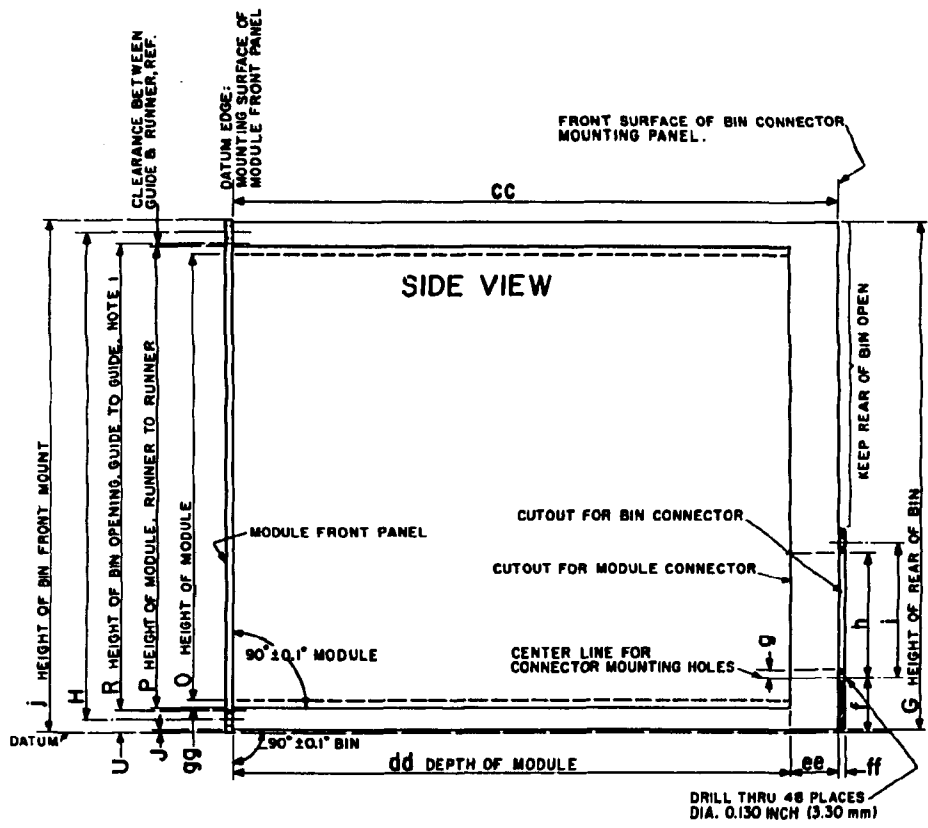 CLEARANCE BETWEEN
GUIDE & RUNNER, REF.
DATUM EDGE:
MOUNTING SURFACE OF
MODULE FRONT PANEL
FRONT SURFACE OF BIN CONNECTOR
MOUNTING PANEL.
CC
SIDE VIEW
j HEIGHT OF BIN FRONT MOUNT
H
R HEIGHT OF BIN OPENING, GUIDE TO GUIDE, NOTE 1
P HEIGHT OF MODULE, RUNNER TO RUNNER
O HEIGHT OF MODULE
KEEP REAR OF BIN OPEN
G HEIGHT OF REAR OF BIN
MODULE FRONT PANEL
CUTOUT FOR BIN CONNECTOR
CUTOUT FOR MODULE CONNECTOR
CENTER LINE FOR
CONNECTOR MOUNTING HOLES
g
h
i
f
90°±0.1° MODULE
90°±0.1° BIN
DATUM
U
J
gg
dd DEPTH OF MODULE
ee
ff
DRILL THRU 48 PLACES
DIA. 0.130 INCH (3.30 mm)